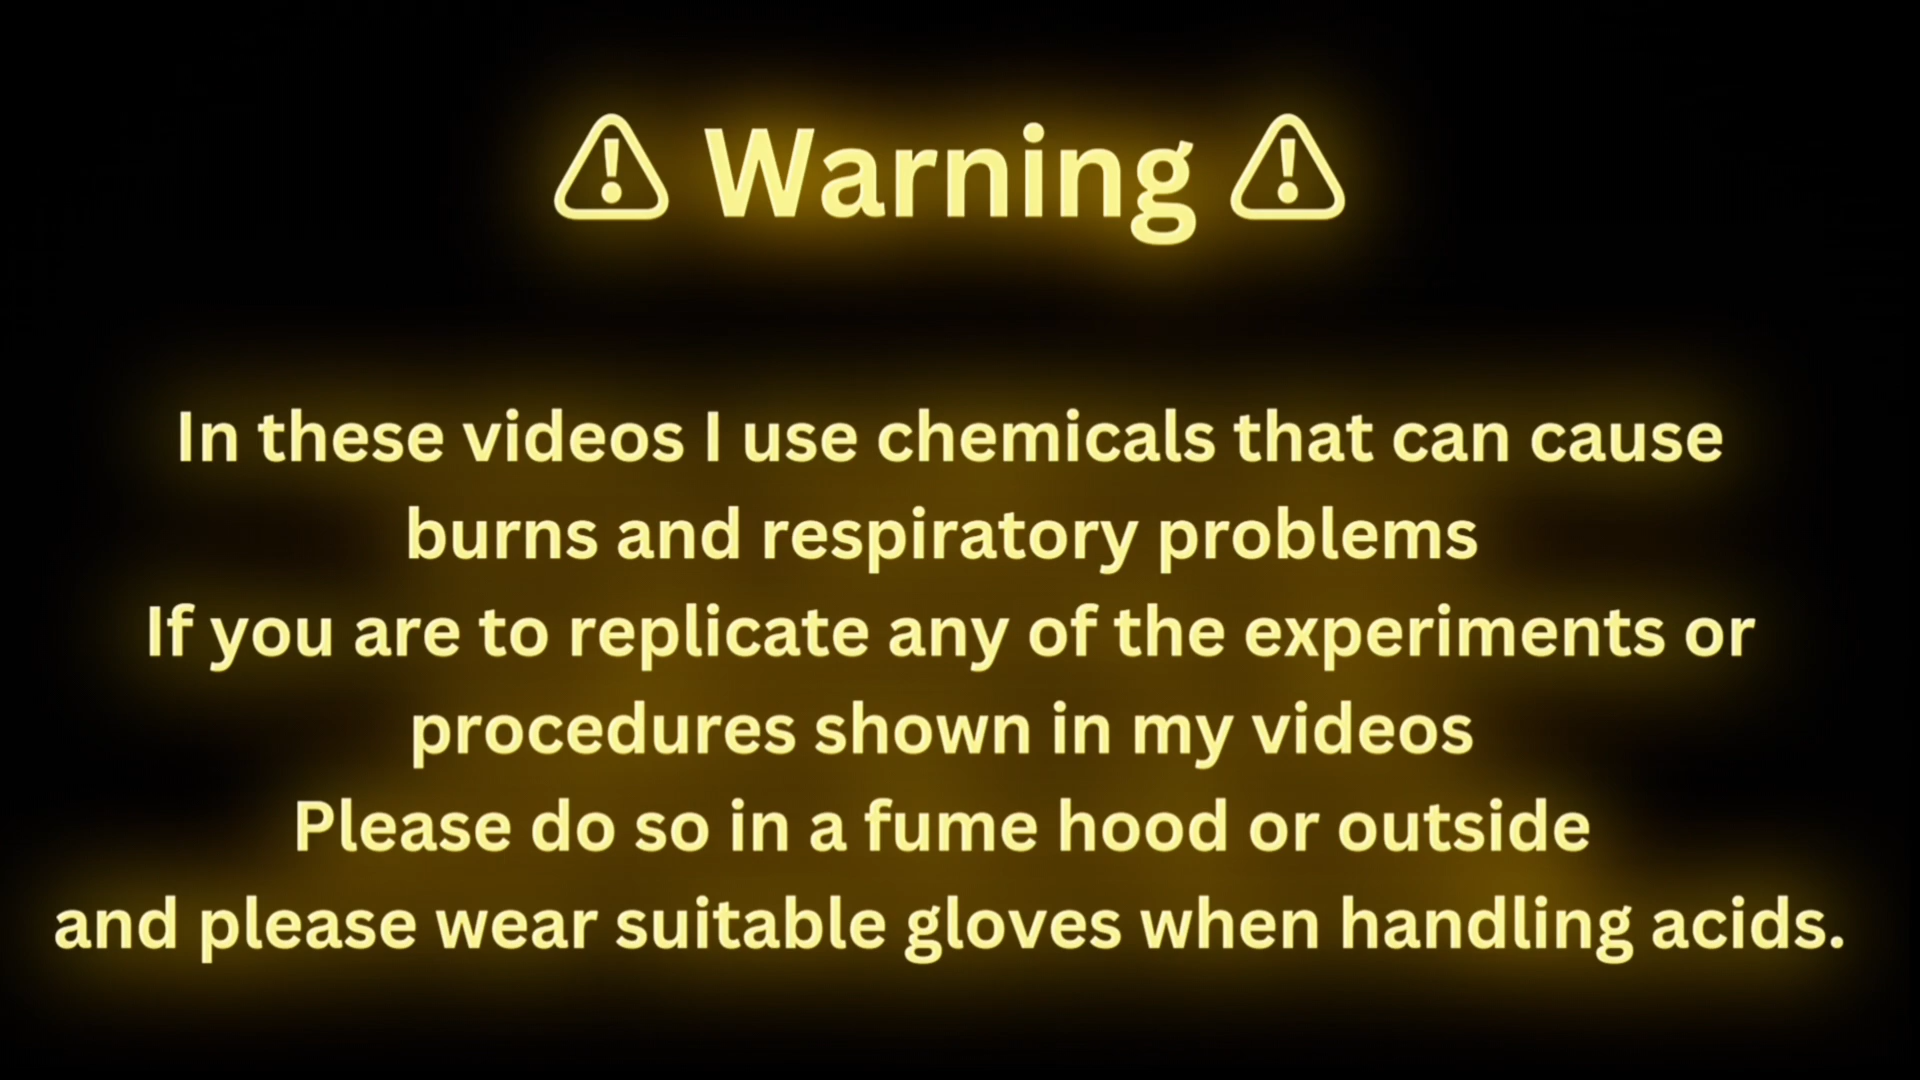 ⚠ Warning ⚠
In these videos I use chemicals that can cause
burns and respiratory problems
If you are to replicate any of the experiments or
procedures shown in my videos
Please do so in a fume hood or outside
and please wear suitable gloves when handling acids.